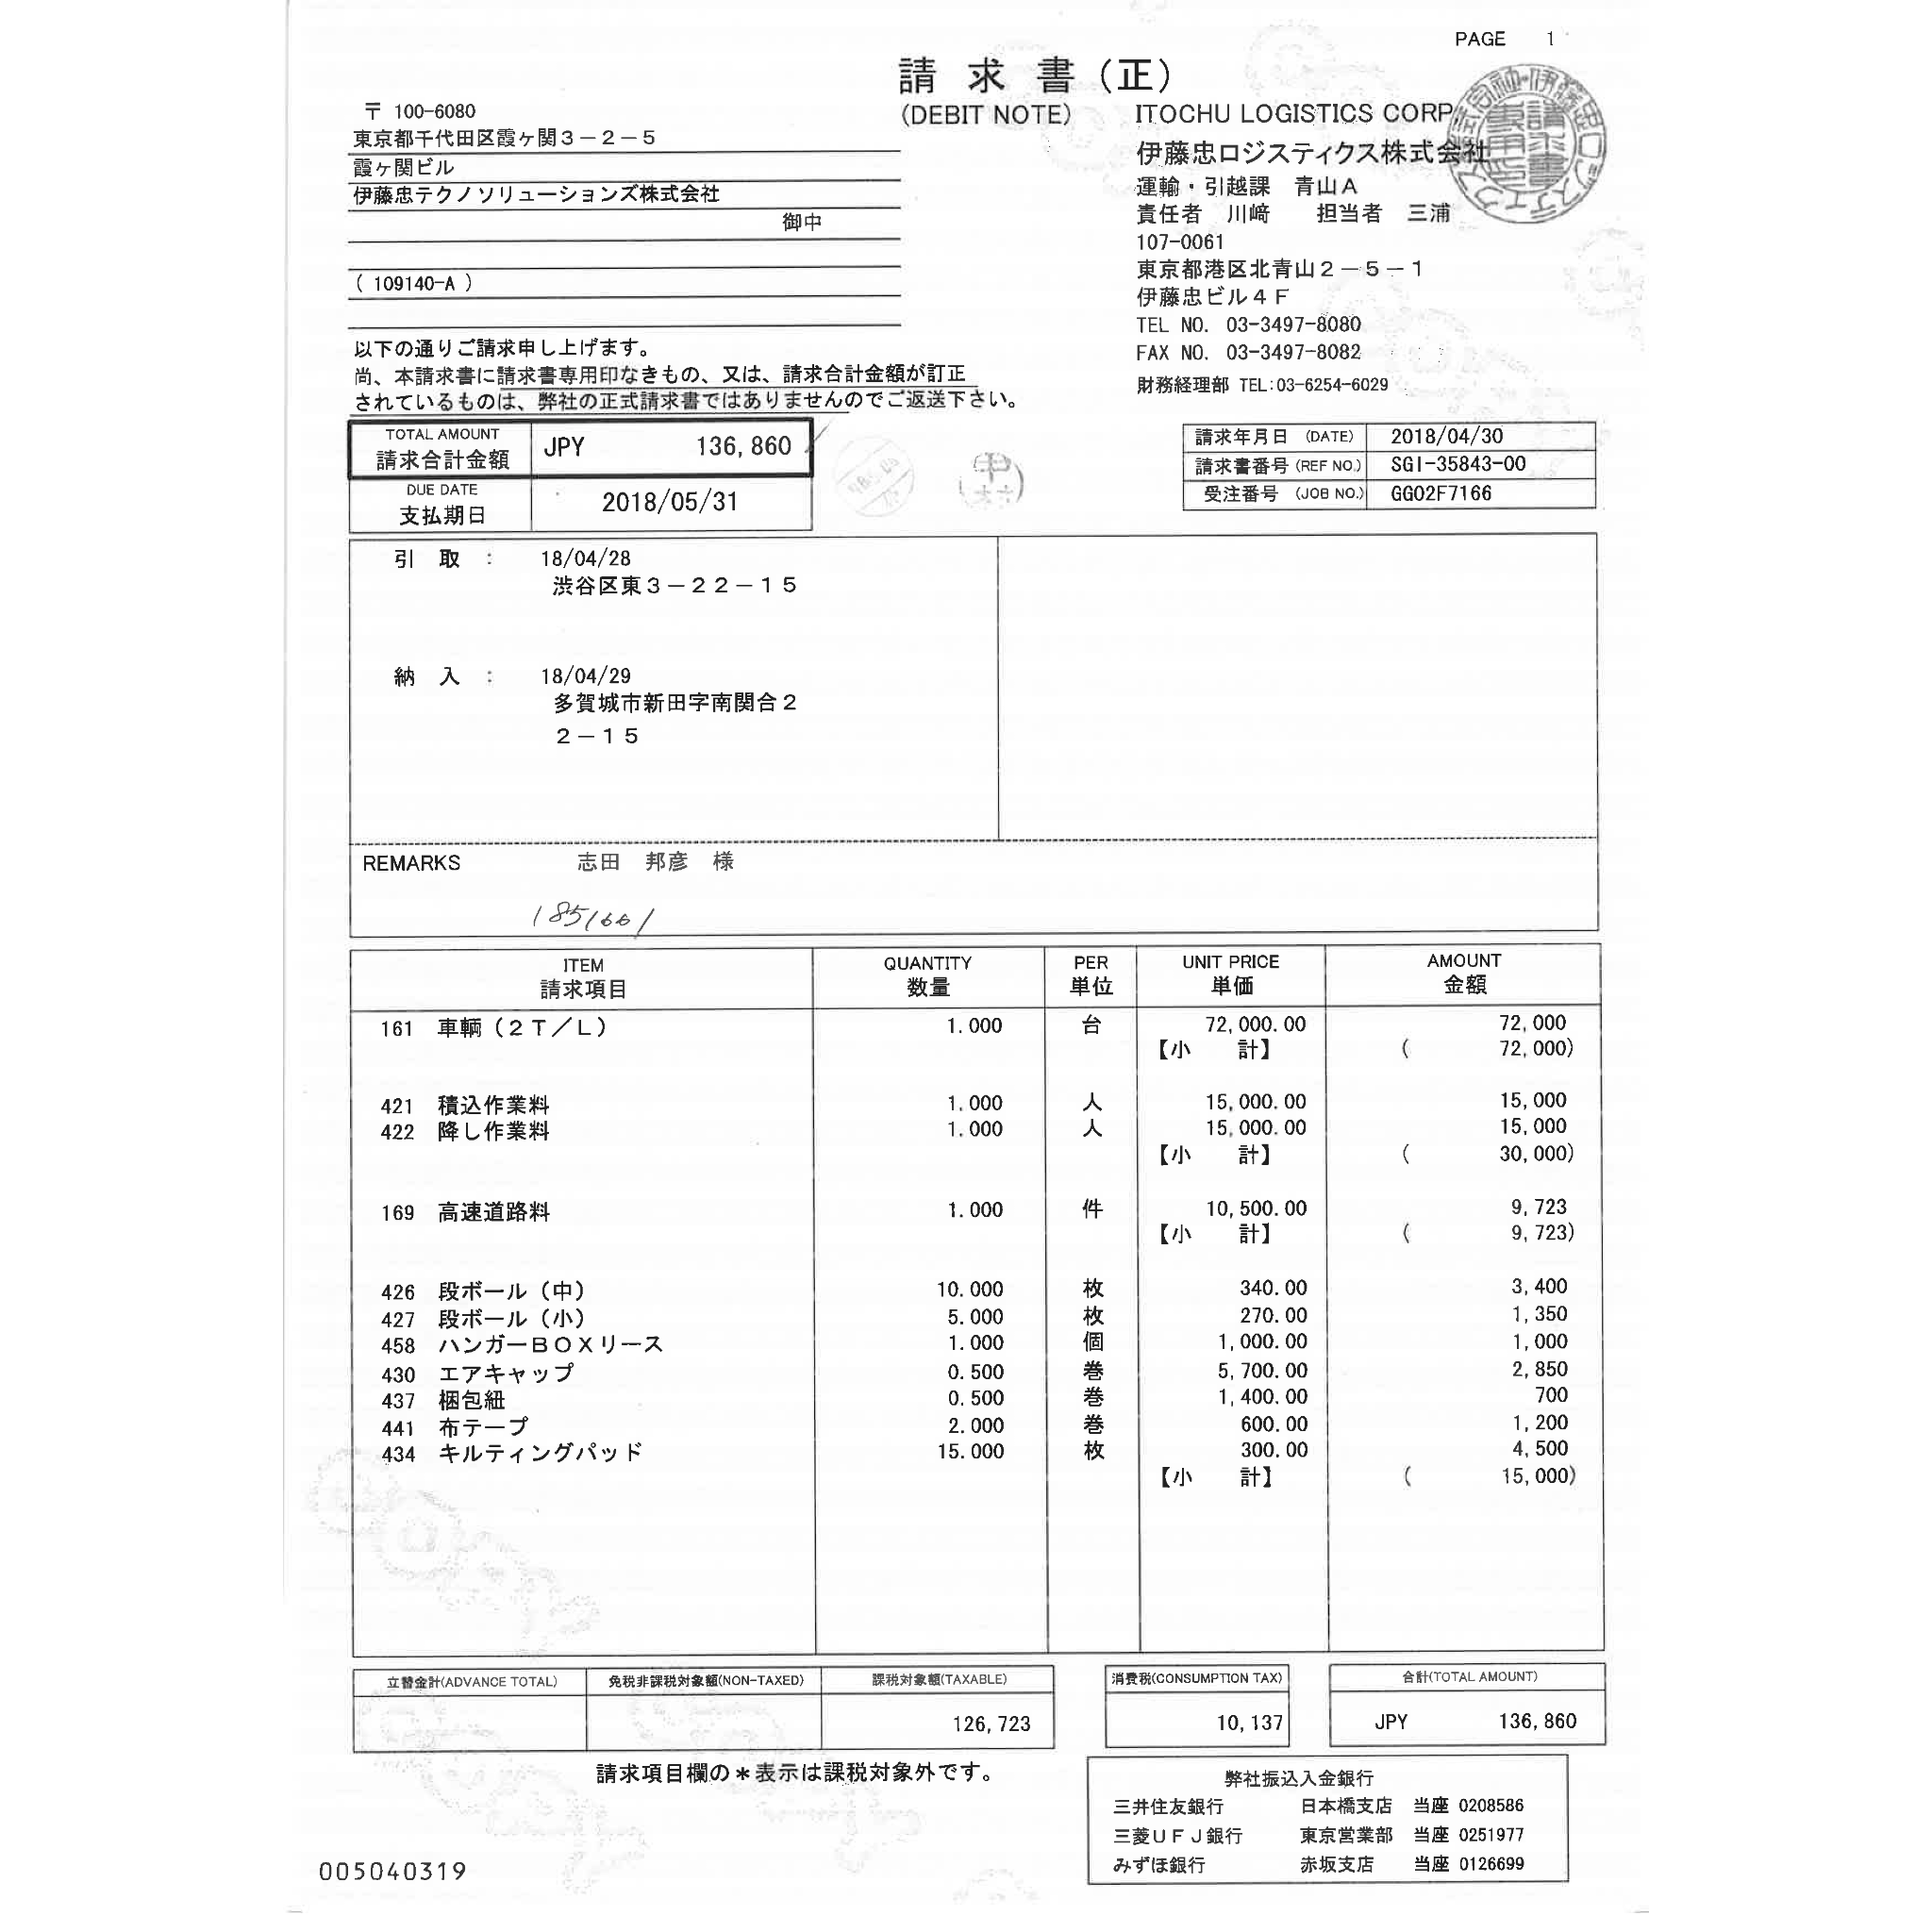 PAGE 1
請 求 書 (正)
(DEBIT NOTE)
〒 100-6080
東京都千代田区霞ヶ関3-2-5
霞ヶ関ビル
伊藤忠テクノソリューションズ株式会社
御中
( 109140-A )
ITOCHU LOGISTICS CORP
伊藤忠ロジスティクス株式会社
運輸・引越課 青山A
責任者 川﨑 担当者 三浦
107-0061
東京都港区北青山2-5-1
伊藤忠ビル4F
TEL NO. 03-3497-8080
FAX NO. 03-3497-8082
財務経理部 TEL:03-6254-6029
以下の通りご請求申し上げます。
尚、本請求書に請求書専用印なきもの、又は、請求合計金額が訂正
されているものは、弊社の正式請求書ではありませんのでご返送下さい。
TOTAL AMOUNT
請求合計金額 JPY 136,860
DUE DATE
支払期日 2018/05/31
請求年月日 (DATE) 2018/04/30
請求書番号 (REF NO.) SGI-35843-00
受注番号 (JOB NO.) GG02F7166
引 取 : 18/04/28
渋谷区東3-22-15
納 入 : 18/04/29
多賀城市新田字南関合2
2-15
REMARKS 志田 邦彦 様
1851661
ITEM QUANTITY PER UNIT PRICE AMOUNT
請求項目 数量 単位 単価 金額
161 車輌(2T/L) 1.000 台 72,000.00 72,000
【小 計】 ( 72,000)
421 積込作業料 1.000 人 15,000.00 15,000
422 降し作業料 1.000 人 15,000.00 15,000
【小 計】 ( 30,000)
169 高速道路料 1.000 件 10,500.00 9,723
【小 計】 ( 9,723)
426 段ボール(中) 10.000 枚 340.00 3,400
427 段ボール(小) 5.000 枚 270.00 1,350
458 ハンガーBOXリース 1.000 個 1,000.00 1,000
430 エアキャップ 0.500 巻 5,700.00 2,850
437 梱包紐 0.500 巻 1,400.00 700
441 布テープ 2.000 巻 600.00 1,200
434 キルティングパッド 15.000 枚 300.00 4,500
【小 計】 ( 15,000)
立替金計(ADVANCE TOTAL) 免税非課税対象額(NON-TAXED) 課税対象額(TAXABLE) 消費税(CONSUMPTION TAX) 合計(TOTAL AMOUNT)
126,723 10,137 JPY 136,860
請求項目欄の*表示は課税対象外です。
弊社振込入金銀行
三井住友銀行 日本橋支店 当座 0208586
三菱UFJ銀行 東京営業部 当座 0251977
みずほ銀行 赤坂支店 当座 0126699
005040319